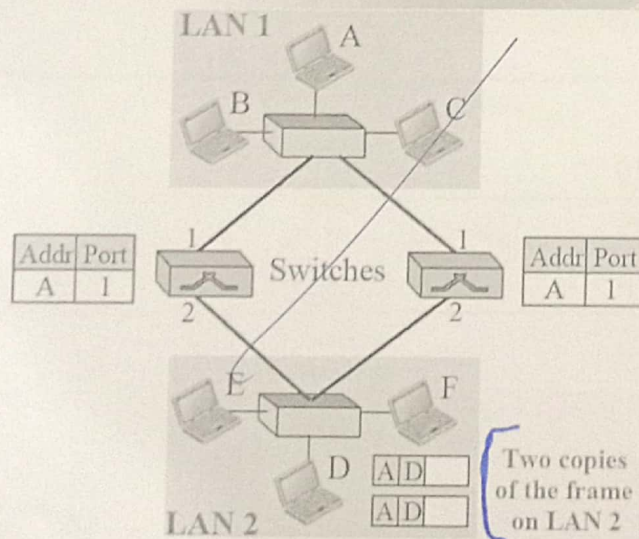 LAN 1
A
B
C
1
1
Addr Port
A 1
Switches
Addr Port
A 1
2
2
E
F
D
A D
A D
Two copies
of the frame
on LAN 2
LAN 2